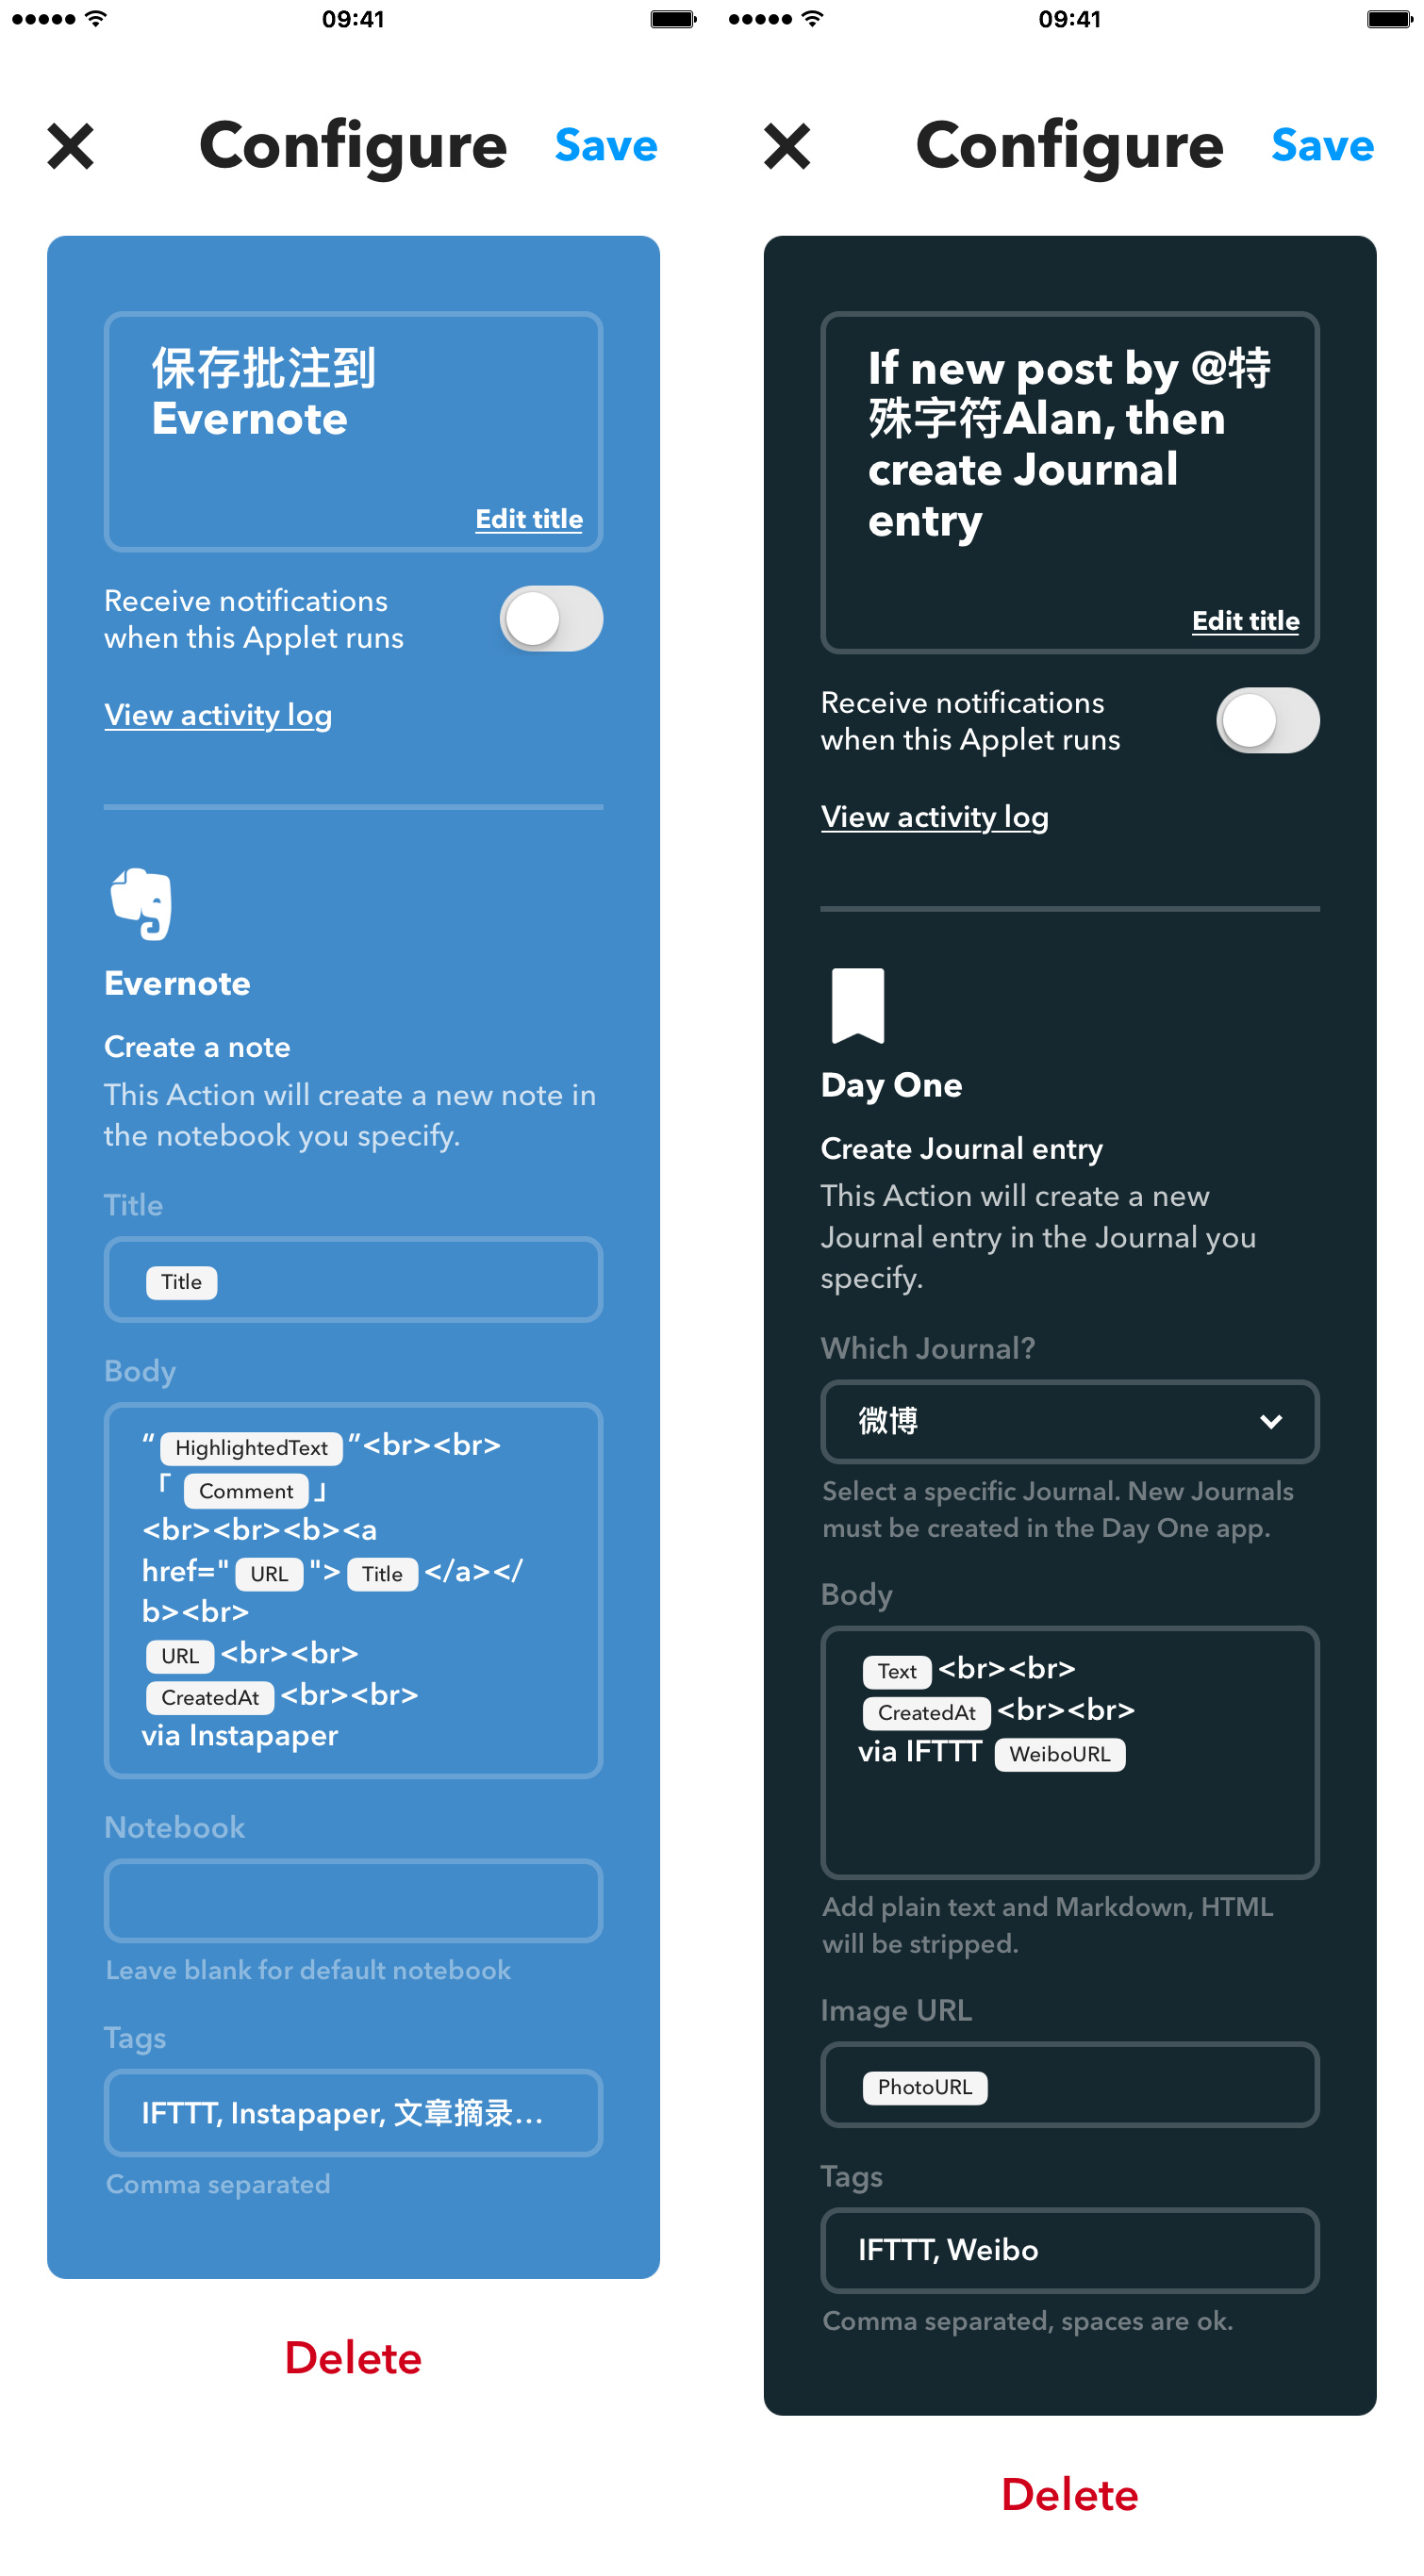 09:41
Configure
Save
保存批注到
Evernote
Edit title
Receive notifications
when this Applet runs
View activity log
Evernote
Create a note
This Action will create a new note in
the notebook you specify.
Title
Title
Body
“ HighlightedText ”<br><br>
「 Comment 」
<br><br><b><a
href=" URL "> Title </a></
b><br>
URL <br><br>
CreatedAt <br><br>
via Instapaper
Notebook
Leave blank for default notebook
Tags
IFTTT, Instapaper, 文章摘录...
Comma separated
Delete
09:41
Configure
Save
If new post by @特
殊字符Alan, then
create Journal
entry
Edit title
Receive notifications
when this Applet runs
View activity log
Day One
Create Journal entry
This Action will create a new
Journal entry in the Journal you
specify.
Which Journal?
微博
Select a specific Journal. New Journals
must be created in the Day One app.
Body
Text <br><br>
CreatedAt <br><br>
via IFTTT WeiboURL
Add plain text and Markdown, HTML
will be stripped.
Image URL
PhotoURL
Tags
IFTTT, Weibo
Comma separated, spaces are ok.
Delete